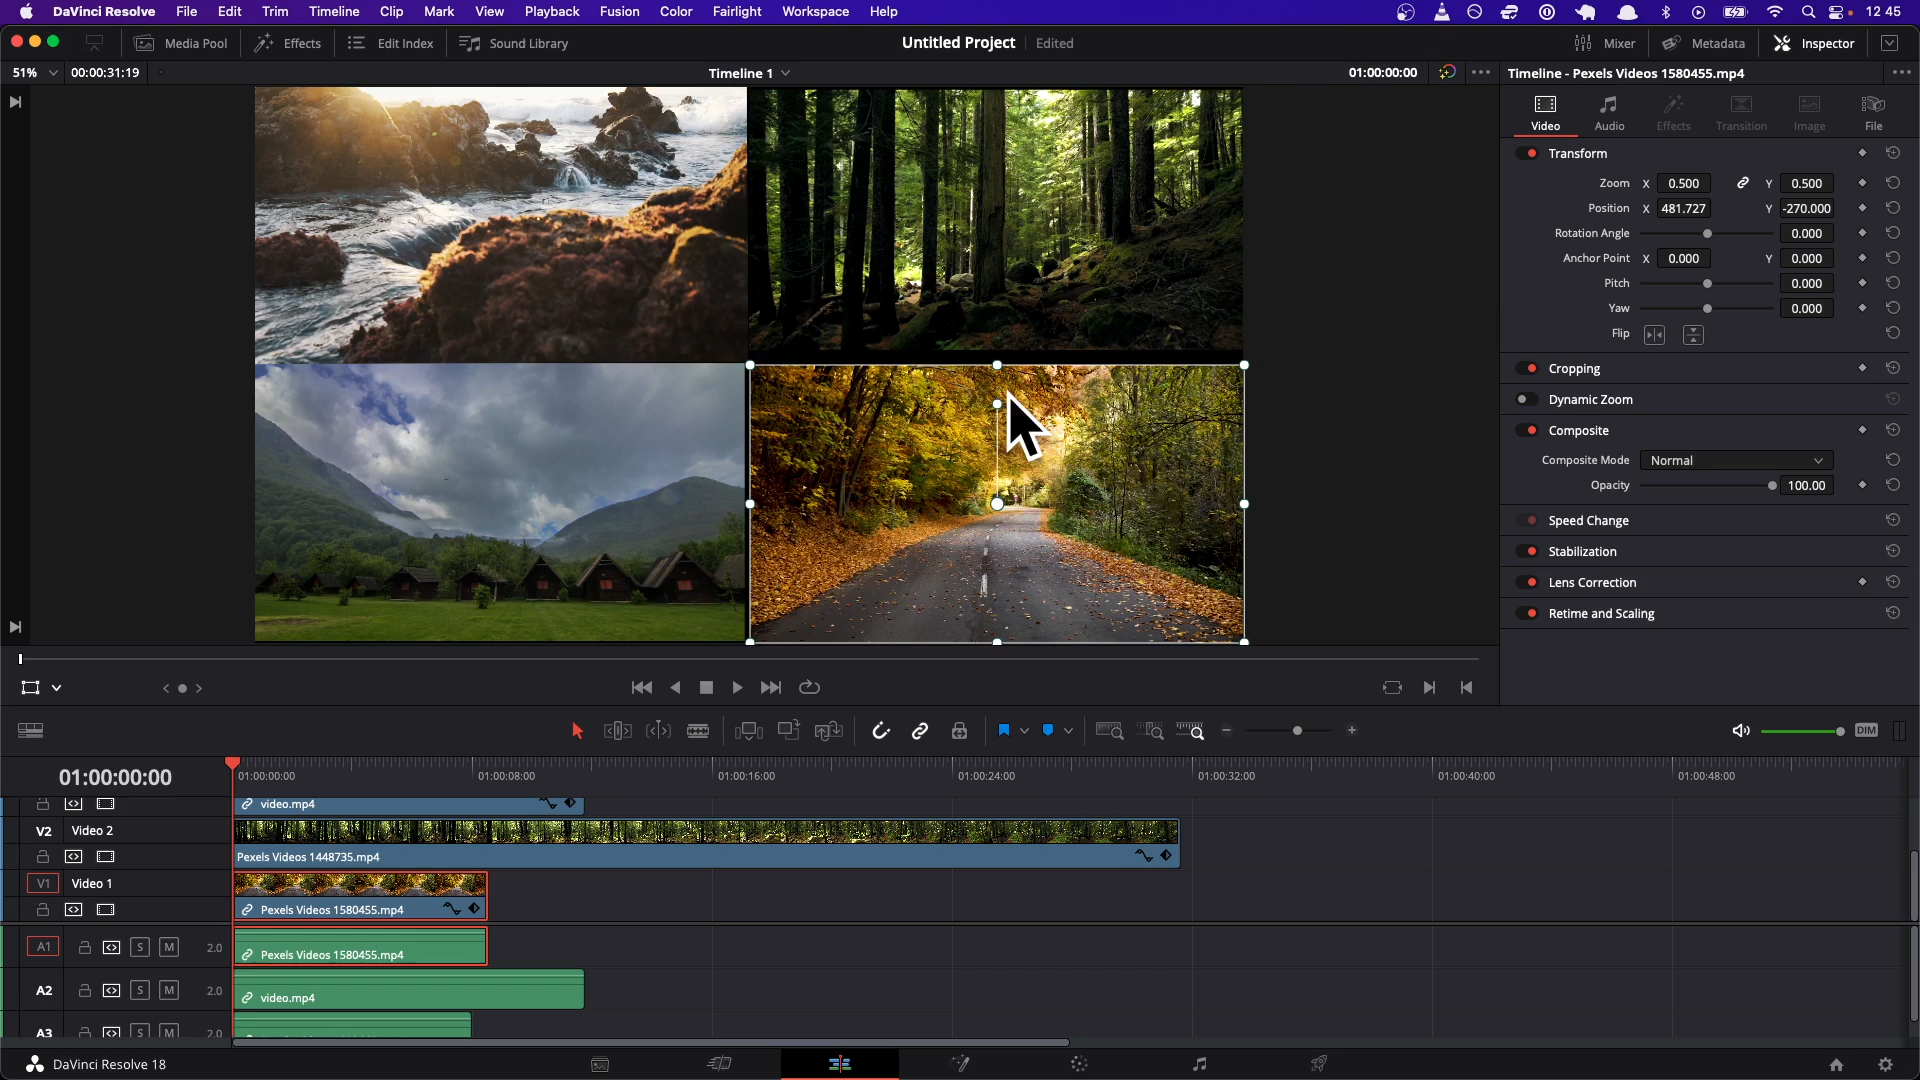 DaVinci Resolve File Edit Trim Timeline Clip Mark View Playback Fusion Color Fairlight Workspace Help 12 45
Media Pool Effects Edit Index Sound Library Untitled Project Edited Mixer Metadata Inspector
51% 00:00:31:19 Timeline 1 01:00:00:00 Timeline - Pexels Videos 1580455.mp4
Video Audio Effects Transition Image File
Transform
Zoom X 0.500 Y 0.500
Position X 481.727 Y -270.000
Rotation Angle 0.000
Anchor Point X 0.000 Y 0.000
Pitch 0.000
Yaw 0.000
Flip
Cropping
Dynamic Zoom
Composite
Composite Mode Normal
Opacity 100.00
Speed Change
Stabilization
Lens Correction
Retime and Scaling
DIM
01:00:00:00 01:00:00:00 01:00:08:00 01:00:16:00 01:00:24:00 01:00:32:00 01:00:40:00 01:00:48:00
video.mp4
V2 Video 2
Pexels Videos 1448735.mp4
V1 Video 1
Pexels Videos 1580455.mp4
A1 S M 2.0
Pexels Videos 1580455.mp4
A2 S M 2.0
video.mp4
A3 S M 2.0
DaVinci Resolve 18